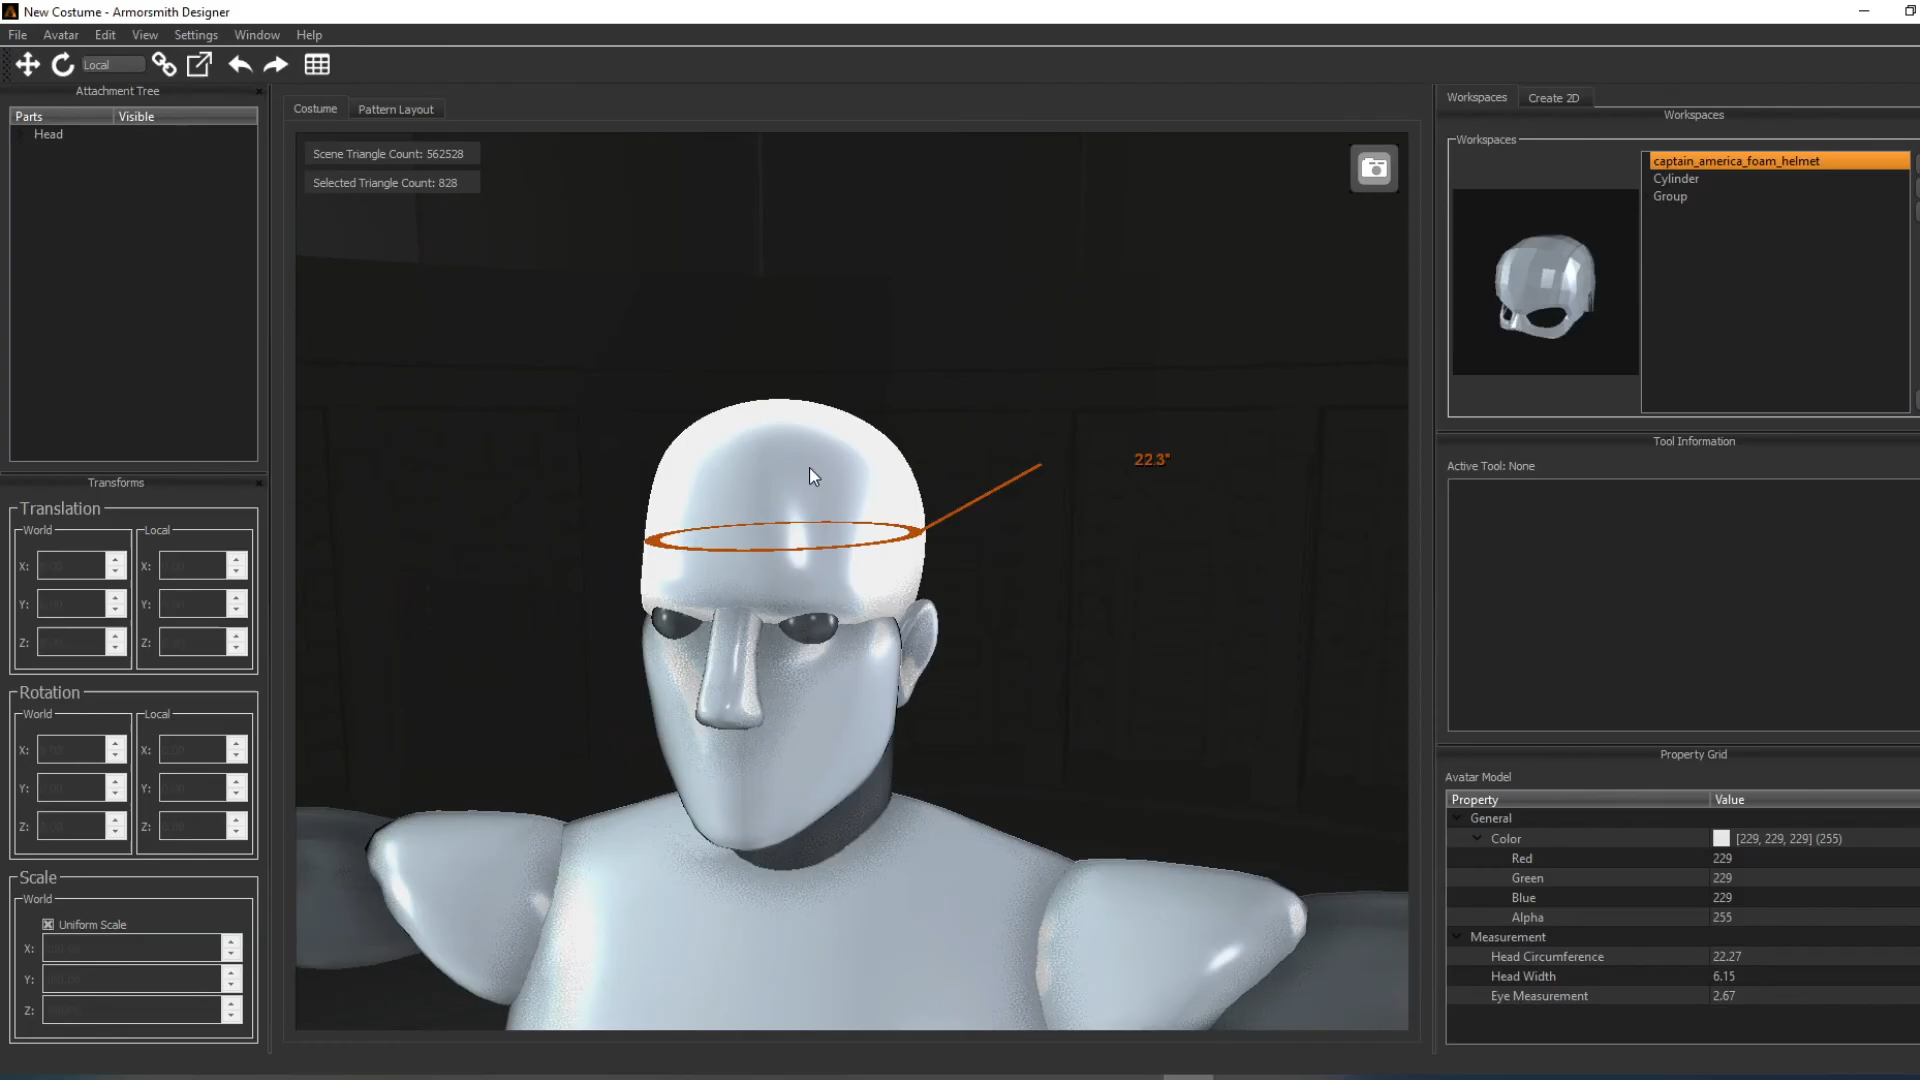 New Costume - Armorsmith Designer
File Avatar Edit View Settings Window Help
Local
Attachment Tree
Parts Visible
Head
Transforms
Translation
World Local
X: X:
Y: Y:
Z: Z:
Rotation
World Local
X: X:
Y: Y:
Z: Z:
Scale
World
Uniform Scale
X:
Y:
Z:
Costume Pattern Layout
Scene Triangle Count: 562528
Selected Triangle Count: 828
22.3"
Workspaces Create 2D
Workspaces
Workspaces
captain_america_foam_helmet
Cylinder
Group
Tool Information
Active Tool: None
Property Grid
Avatar Model
Property Value
General
Color [229, 229, 229] (255)
Red 229
Green 229
Blue 229
Alpha 255
Measurement
Head Circumference 22.27
Head Width 6.15
Eye Measurement 2.67